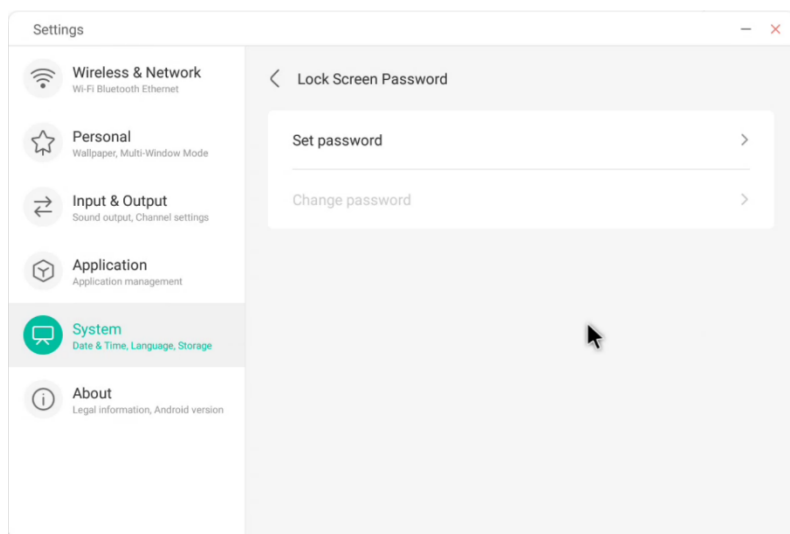 Settings
Wireless & Network
Wi-Fi Bluetooth Ethernet
Personal
Wallpaper, Multi-Window Mode
Input & Output
Sound output, Channel settings
Application
Application management
System
Date & Time, Language, Storage
About
Legal information, Android version
Lock Screen Password
Set password
Change password